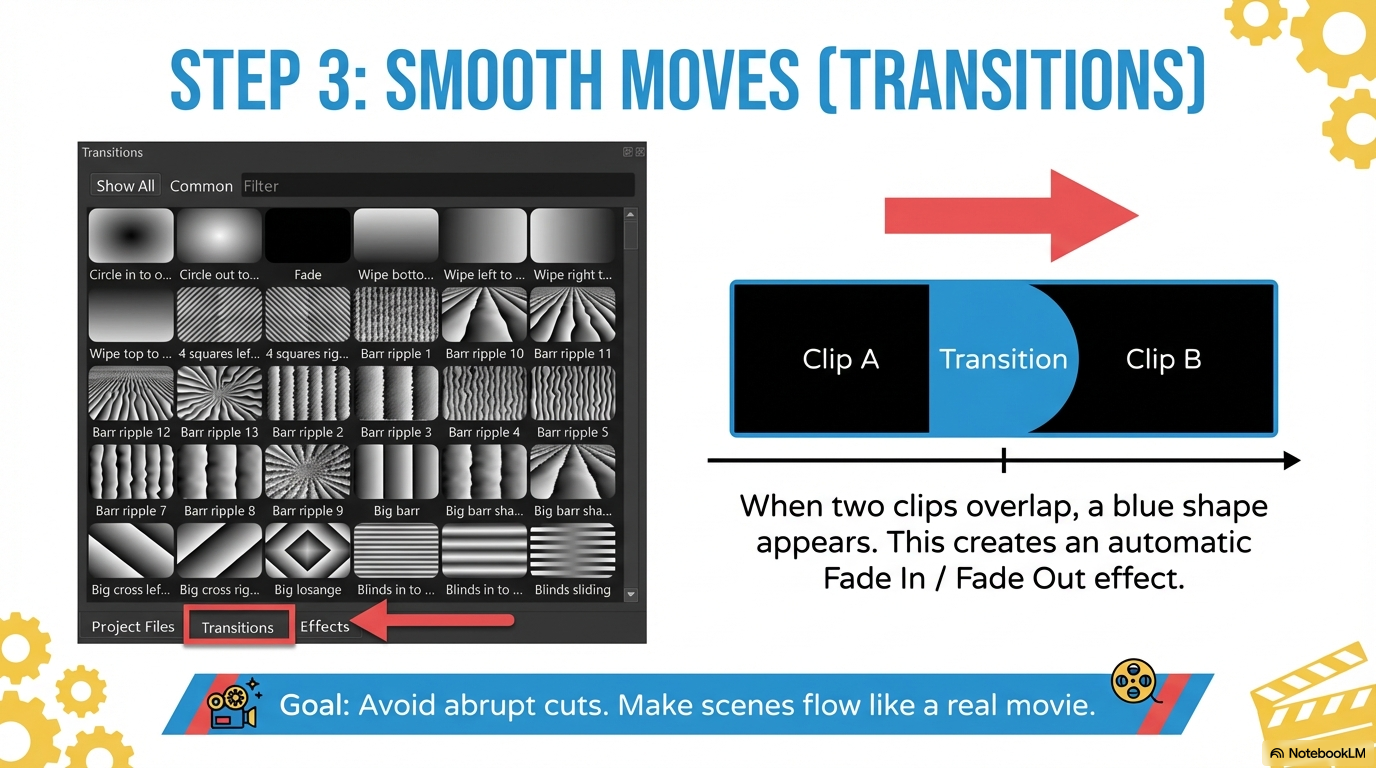 STEP 3: SMOOTH MOVES (TRANSITIONS)
Transitions
Show All Common Filter
Circle in to o... Circle out to... Fade Wipe botto... Wipe left to ... Wipe right t...
Wipe top to ... 4 squares lef... 4 squares rig... Barr ripple 1 Barr ripple 10 Barr ripple 11
Barr ripple 12 Barr ripple 13 Barr ripple 2 Barr ripple 3 Barr ripple 4 Barr ripple 5
Barr ripple 7 Barr ripple 8 Barr ripple 9 Big barr Big barr sha... Big barr sha...
Big cross lef... Big cross rig... Big losange Blinds in to ... Blinds in to ... Blinds sliding
Project Files Transitions Effects
Clip A Transition Clip B
When two clips overlap, a blue shape
appears. This creates an automatic
Fade In / Fade Out effect.
Goal: Avoid abrupt cuts. Make scenes flow like a real movie.
NotebookLM